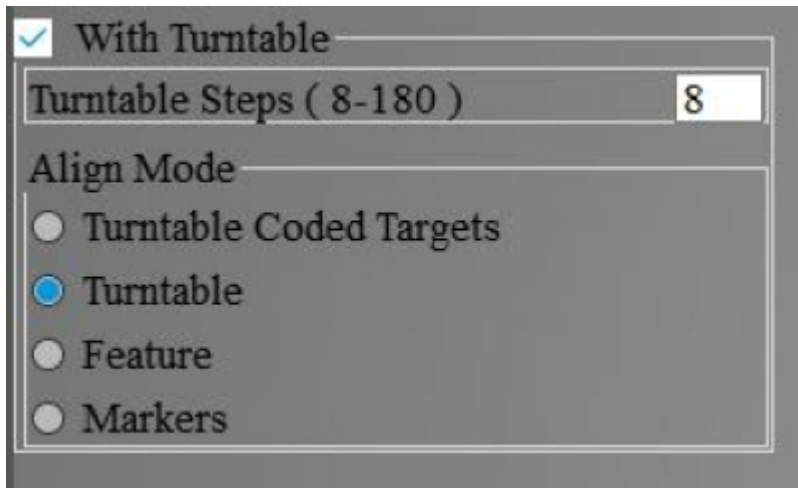 With Turntable
Turntable Steps ( 8-180 ) 8
Align Mode
Turntable Coded Targets
Turntable
Feature
Markers